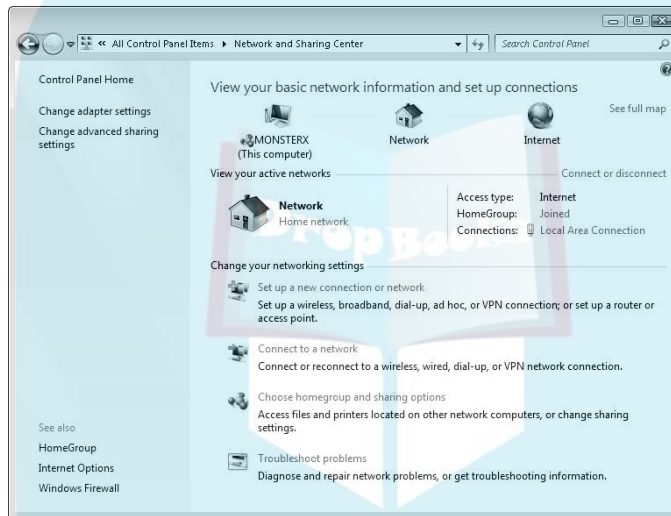 « All Control Panel Items ▸ Network and Sharing Center
Search Control Panel
Control Panel Home
Change adapter settings
Change advanced sharing
settings
View your basic network information and set up connections
See full map
MONSTERX
(This computer)
Network
Internet
View your active networks
Connect or disconnect
Network
Home network
Access type: Internet
HomeGroup: Joined
Connections: Local Area Connection
Drop Books
Change your networking settings
Set up a new connection or network
Set up a wireless, broadband, dial-up, ad hoc, or VPN connection; or set up a router or
access point.
Connect to a network
Connect or reconnect to a wireless, wired, dial-up, or VPN network connection.
Choose homegroup and sharing options
Access files and printers located on other network computers, or change sharing
settings.
Troubleshoot problems
Diagnose and repair network problems, or get troubleshooting information.
See also
HomeGroup
Internet Options
Windows Firewall